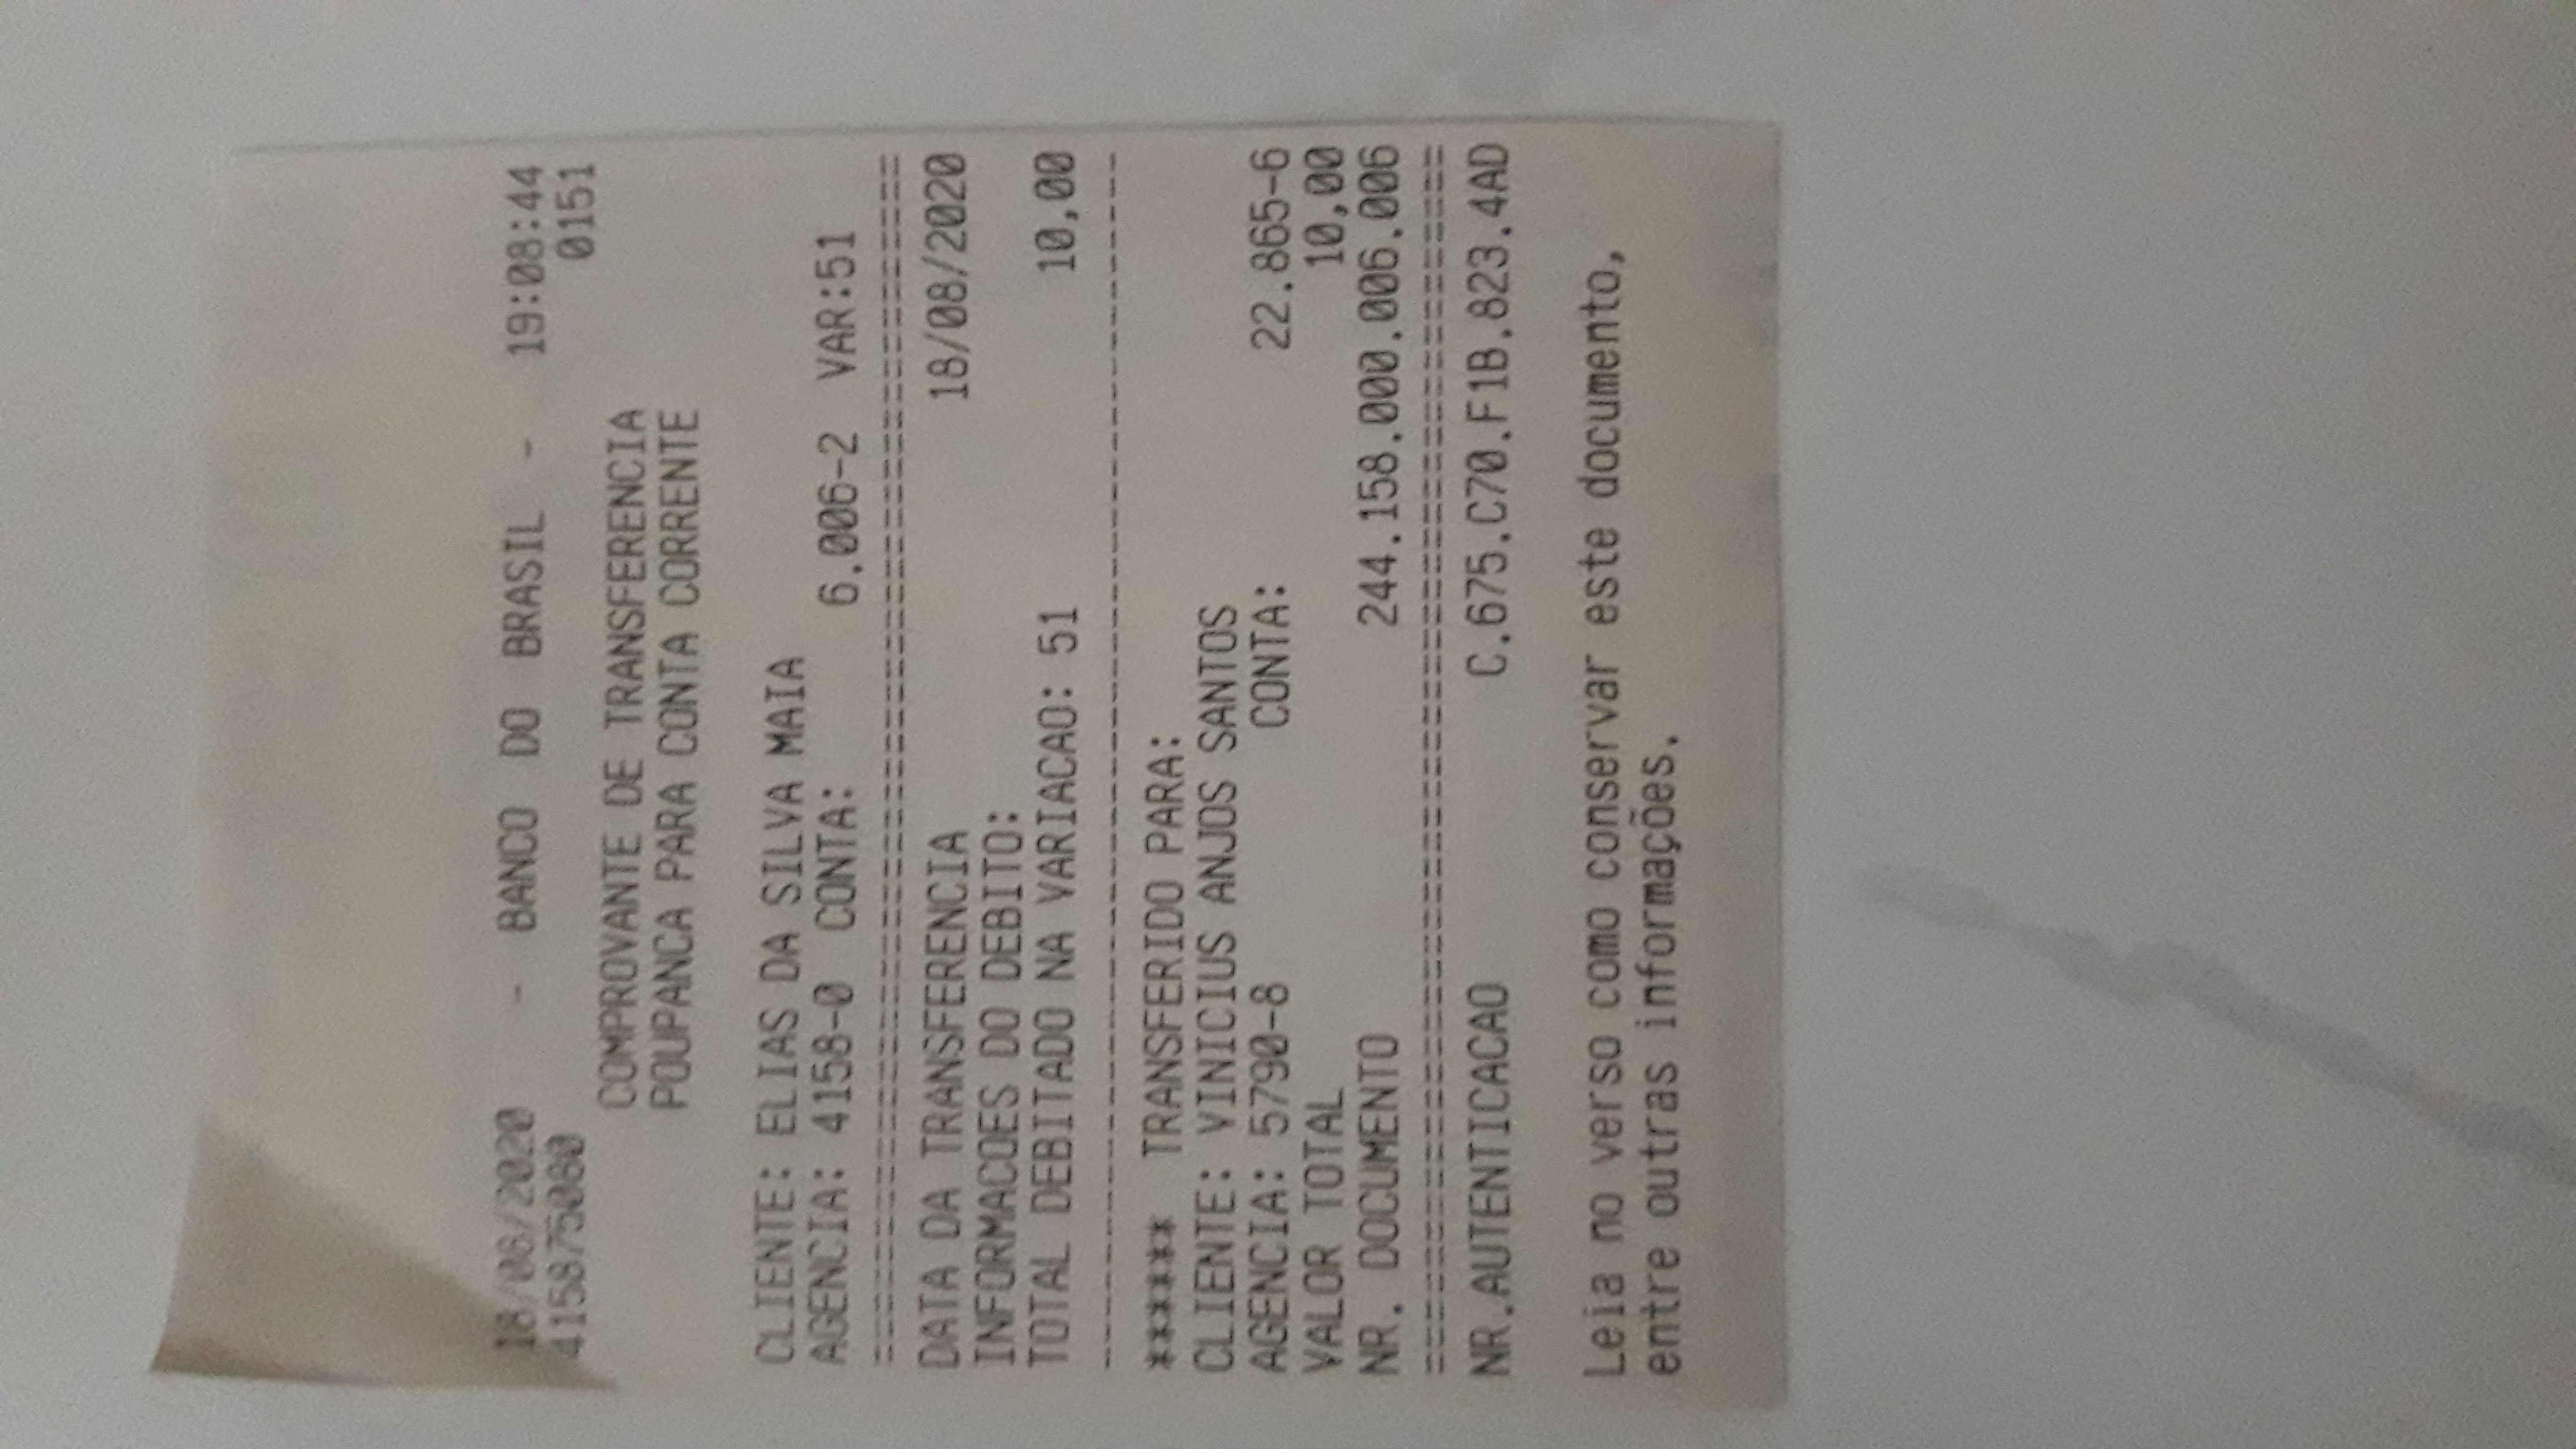 18/08/2020 - BANCO DO BRASIL - 19:08:44
415875080 0151
COMPROVANTE DE TRANSFERENCIA
POUPANCA PARA CONTA CORRENTE
CLIENTE: ELIAS DA SILVA MAIA
AGENCIA: 4158-0 CONTA: 6.006-2 VAR:51
================================================
DATA DA TRANSFERENCIA 18/08/2020
INFORMACOES DO DEBITO:
TOTAL DEBITADO NA VARIACAO: 51 10,00
------------------------------------------------
****** TRANSFERIDO PARA:
CLIENTE: VINICIUS ANJOS SANTOS
AGENCIA: 5790-8 CONTA: 22.865-6
VALOR TOTAL 10,00
NR. DOCUMENTO 244.158.000.006.006
================================================
NR.AUTENTICACAO C.675.C70.F1B.823.4AD
Leia no verso como conservar este documento,
entre outras informações.